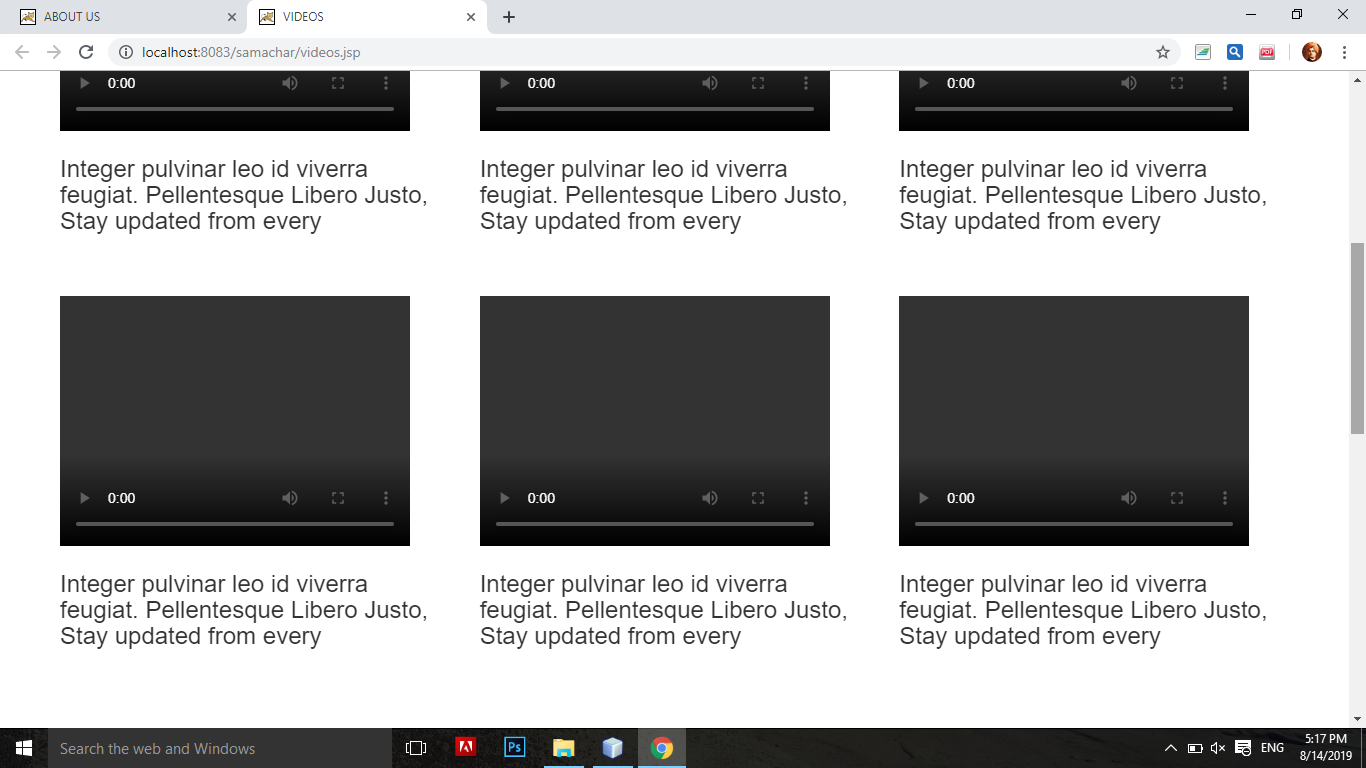 ABOUT US
VIDEOS
localhost:8083/samachar/videos.jsp
PDF
0:00 0:00 0:00
Integer pulvinar leo id viverra
feugiat. Pellentesque Libero Justo,
Stay updated from every
Integer pulvinar leo id viverra
feugiat. Pellentesque Libero Justo,
Stay updated from every
Integer pulvinar leo id viverra
feugiat. Pellentesque Libero Justo,
Stay updated from every
0:00 0:00 0:00
Integer pulvinar leo id viverra
feugiat. Pellentesque Libero Justo,
Stay updated from every
Integer pulvinar leo id viverra
feugiat. Pellentesque Libero Justo,
Stay updated from every
Integer pulvinar leo id viverra
feugiat. Pellentesque Libero Justo,
Stay updated from every
Search the web and Windows
Ps
ENG
5:17 PM
8/14/2019